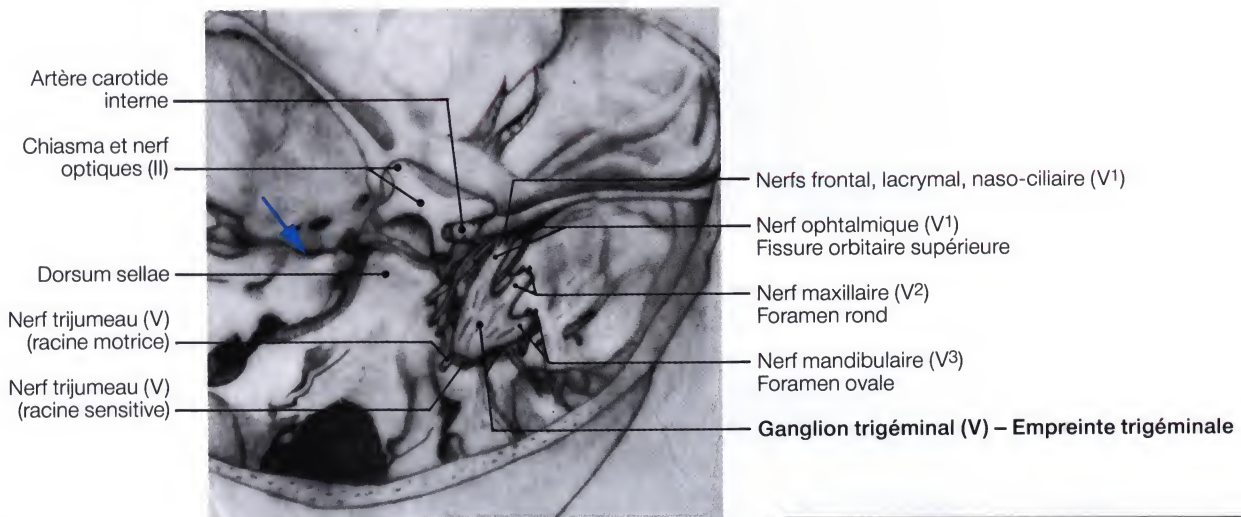 Artère carotide
interne
Chiasma et nerf
optiques (II)
Dorsum sellae
Nerf trijumeau (V)
(racine motrice)
Nerf trijumeau (V)
(racine sensitive)
Nerfs frontal, lacrymal, naso-ciliaire (V¹)
Nerf ophtalmique (V¹)
Fissure orbitaire supérieure
Nerf maxillaire (V²)
Foramen rond
Nerf mandibulaire (V³)
Foramen ovale
Ganglion trigéminal (V) – Empreinte trigéminale